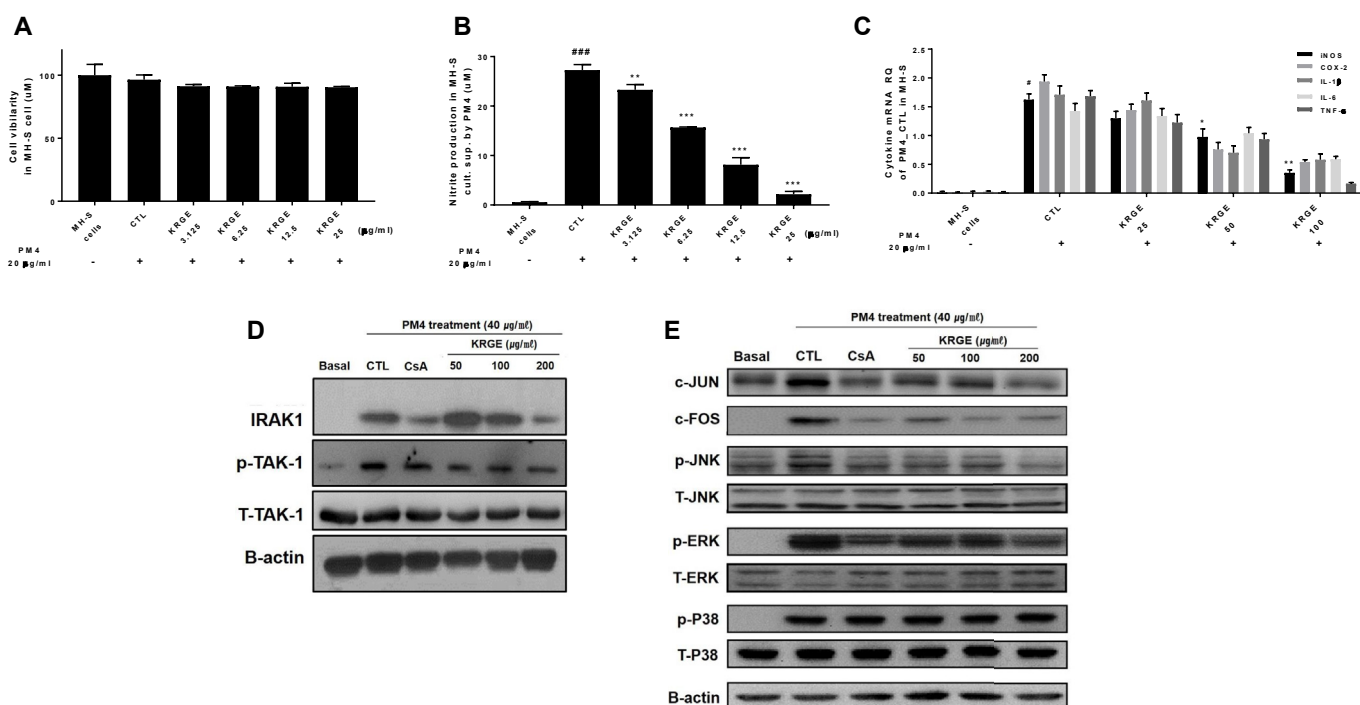 A
Cell vibilarity
in MH-S cell (uM)
100
50
0
MH-S
cells
CTL
KRGE
3.125
KRGE
6.25
KRGE
12.5
KRGE
25
(μg/ml)
PM4
20 μg/ml
- + + + + +
B
Nitrite production in MH-S
cult. sup. by PM4 (uM)
30
20
10
0
###
**
***
***
***
MH-S
cells
CTL
KRGE
3.125
KRGE
6.25
KRGE
12.5
KRGE
25
(μg/ml)
PM4
20 μg/ml
- + + + + +
C
Cytokine mRNA RQ
of PM4_CTL in MH-S
2.5
2.0
1.5
1.0
0.5
0.0
#
*
**
iNOS
COX-2
IL-1β
IL-6
TNF-α
MH-S
cells
CTL
KRGE
25
KRGE
50
KRGE
100
PM4
20 μg/ml
- + + + +
D
PM4 treatment (40 μg/㎖)
KRGE (μg/㎖)
Basal CTL CsA 50 100 200
IRAK1
p-TAK-1
T-TAK-1
B-actin
E
PM4 treatment (40 μg/㎖)
KRGE (μg/㎖)
Basal CTL CsA 50 100 200
c-JUN
c-FOS
p-JNK
T-JNK
p-ERK
T-ERK
p-P38
T-P38
B-actin